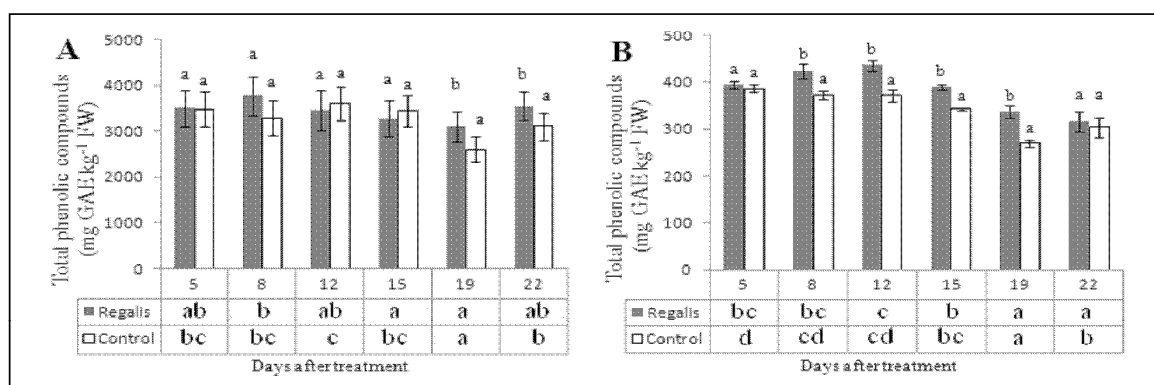 A
Total phenolic compounds
(mg GAE kg⁻¹ FW)
5000
4000
3000
2000
1000
0
a a a a a a a a b a b a
5 8 12 15 19 22
Regalis ab b ab a a ab
Control bc bc c bc a b
Days after treatment
B
Total phenolic compounds
(mg GAE kg⁻¹ FW)
500
400
300
200
100
0
a a b a b a b a b a a a
5 8 12 15 19 22
Regalis bc bc c b a a
Control d cd cd bc a b
Days after treatment